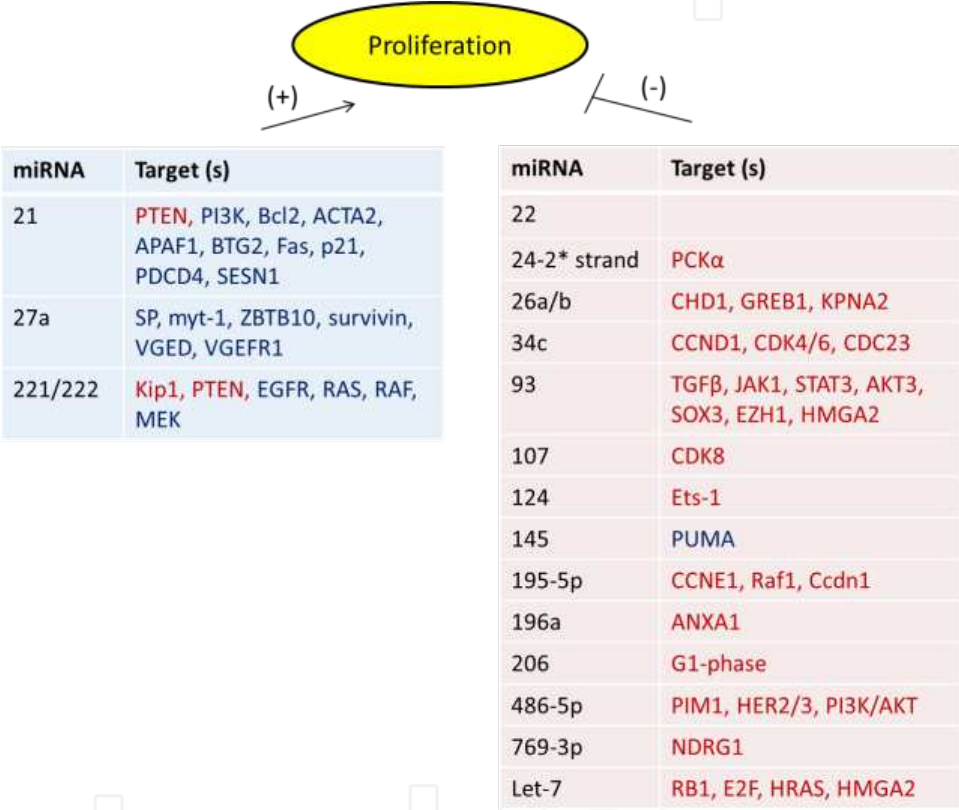 Proliferation
(+)
(-)
miRNA Target (s)
21 PTEN, PI3K, Bcl2, ACTA2,
APAF1, BTG2, Fas, p21,
PDCD4, SESN1
27a SP, myt-1, ZBTB10, survivin,
VGED, VGEFR1
221/222 Kip1, PTEN, EGFR, RAS, RAF,
MEK
miRNA Target (s)
22
24-2* strand PCKα
26a/b CHD1, GREB1, KPNA2
34c CCND1, CDK4/6, CDC23
93 TGFβ, JAK1, STAT3, AKT3,
SOX3, EZH1, HMGA2
107 CDK8
124 Ets-1
145 PUMA
195-5p CCNE1, Raf1, Ccdn1
196a ANXA1
206 G1-phase
486-5p PIM1, HER2/3, PI3K/AKT
769-3p NDRG1
Let-7 RB1, E2F, HRAS, HMGA2